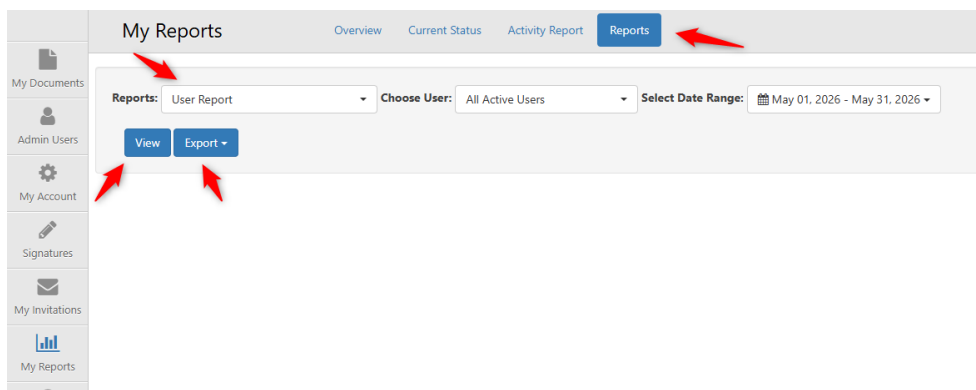 My Reports
Overview Current Status Activity Report Reports
My Documents
Admin Users
My Account
Signatures
My Invitations
My Reports
Reports: User Report Choose User: All Active Users Select Date Range: May 01, 2026 - May 31, 2026
View Export